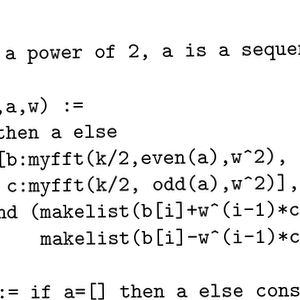 a power of 2, a is a sequen
,a,w) :=
then a else
[b:myfft(k/2,even(a),w^2),
c:myfft(k/2, odd(a),w^2)],
nd (makelist(b[i]+w^(i-1)*c
makelist(b[i]-w^(i-1)*c
:= if a=[] then a else cons